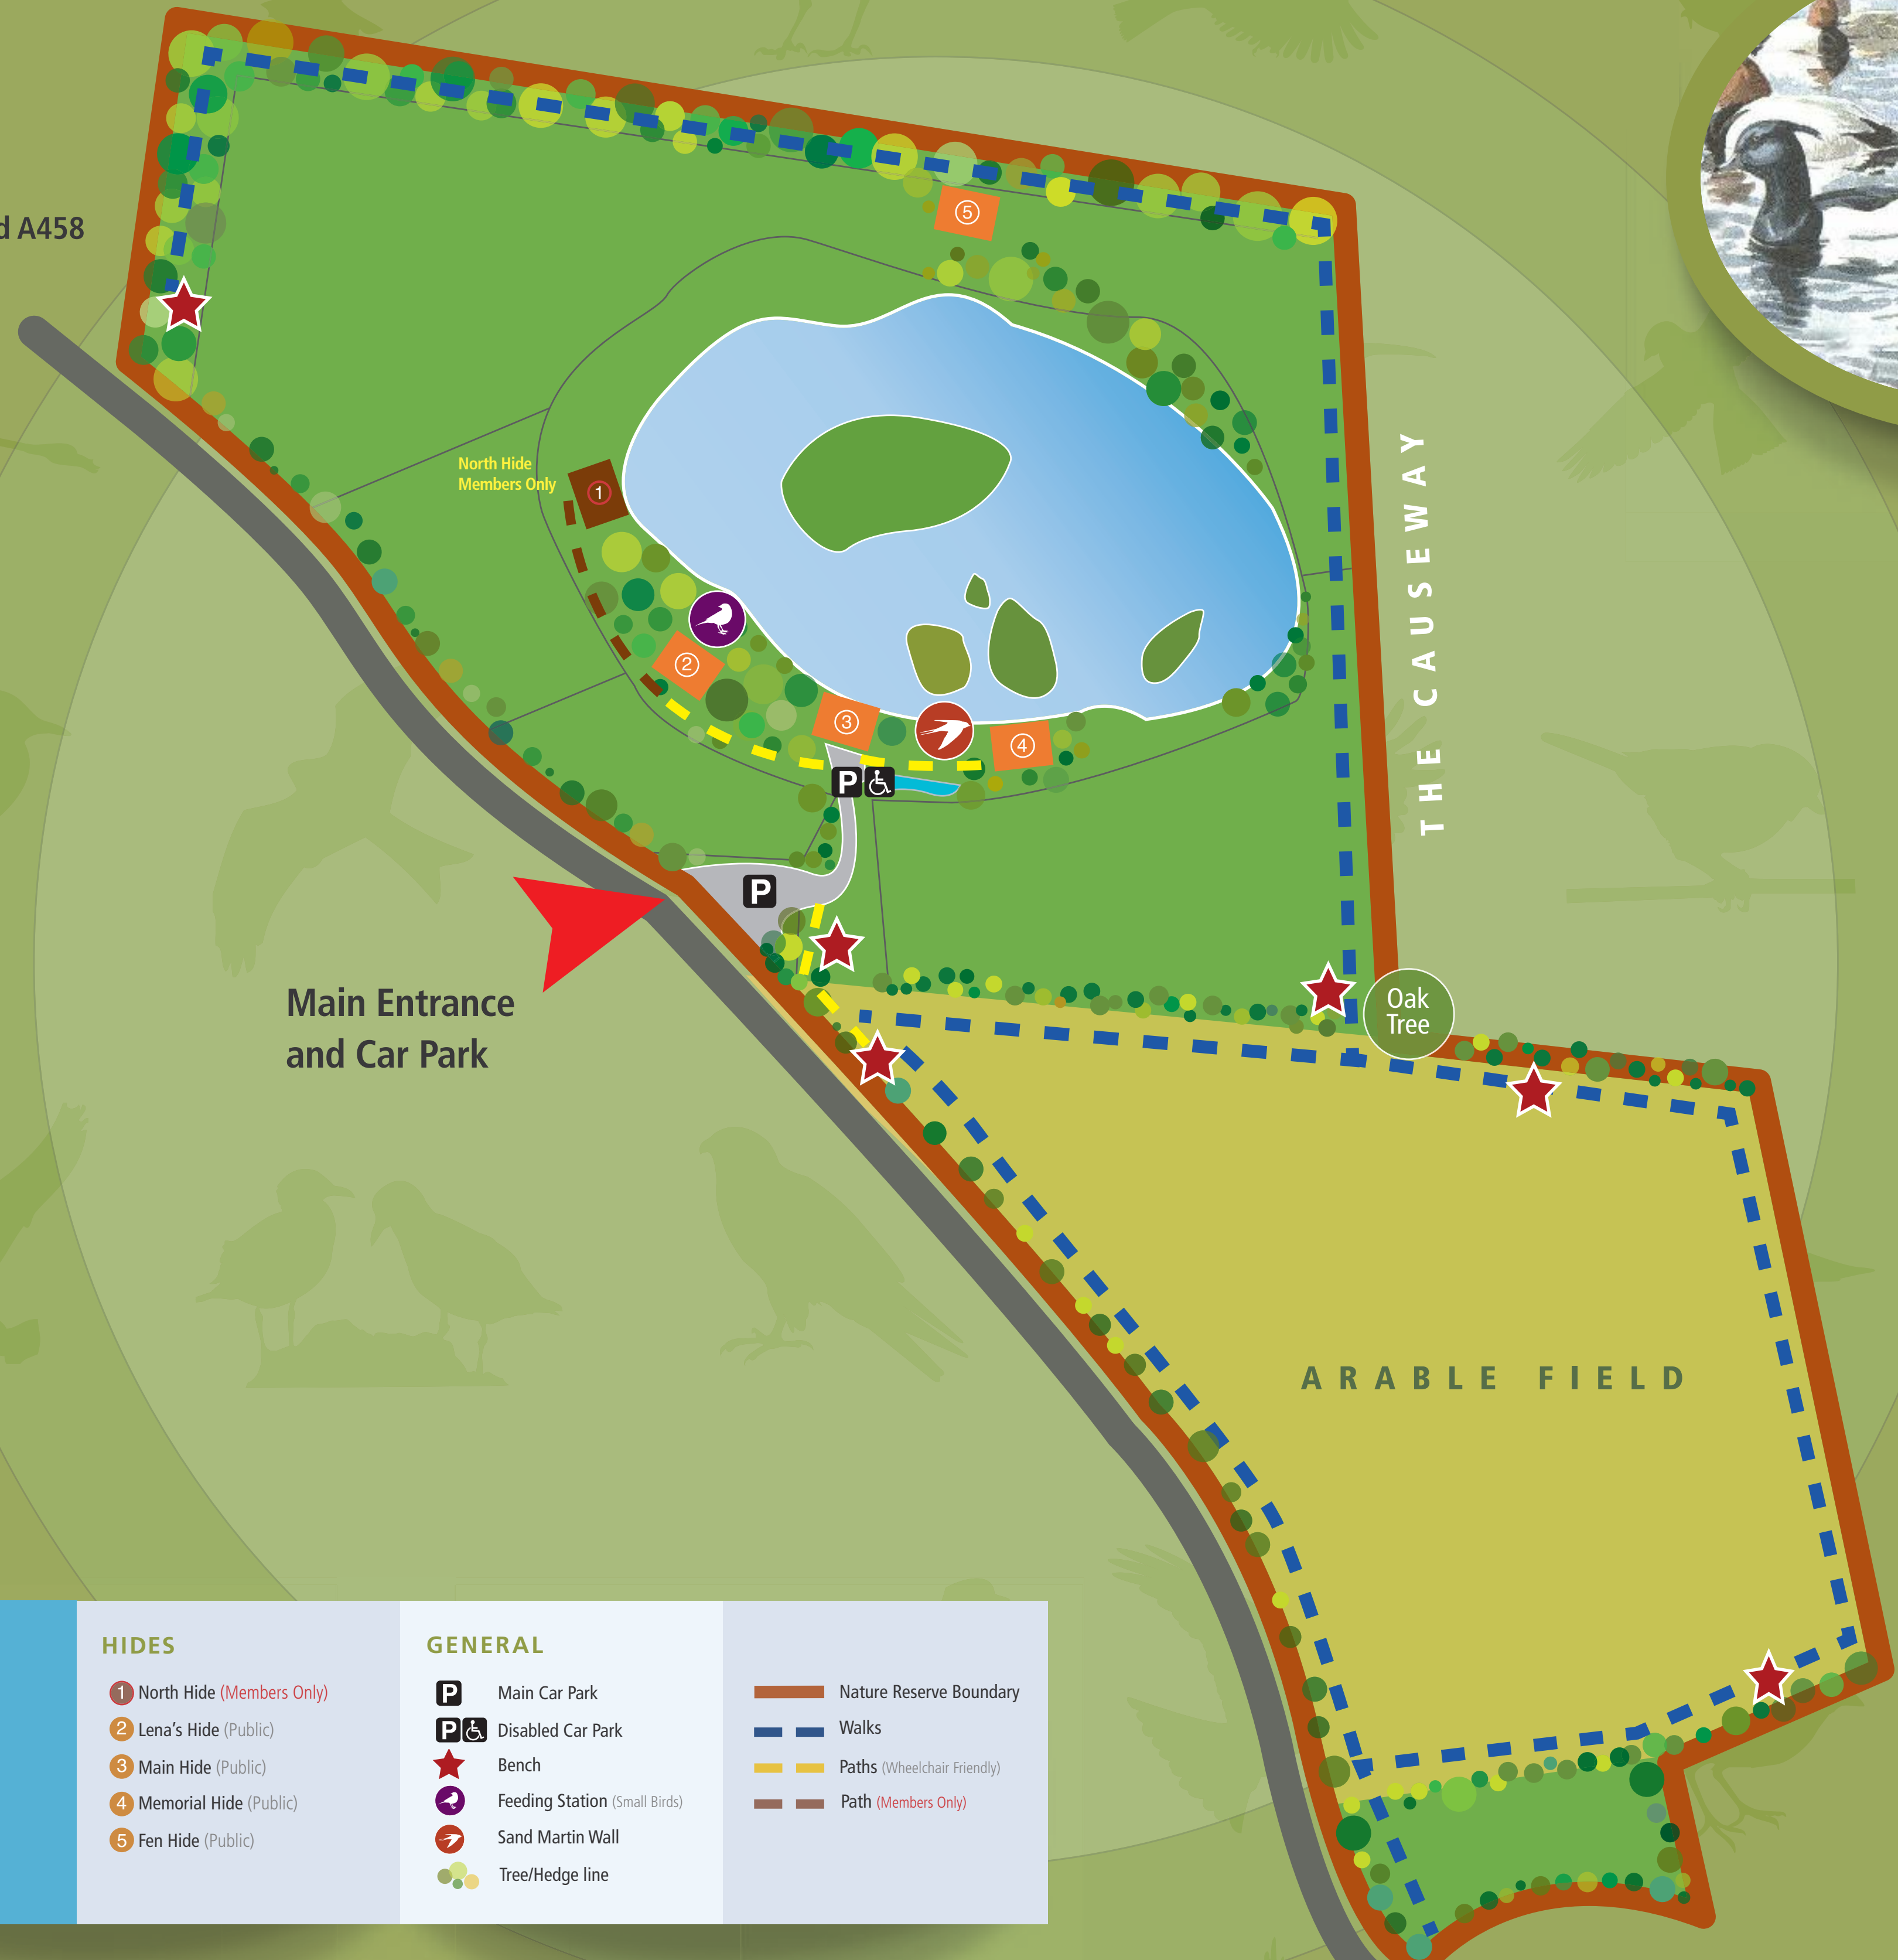 d A458
5
North Hide
Members Only
1
2
3
4
P
P
THE CAUSEWAY
Oak
Tree
Main Entrance
and Car Park
ARABLE FIELD
HIDES
1 North Hide (Members Only)
2 Lena's Hide (Public)
3 Main Hide (Public)
4 Memorial Hide (Public)
5 Fen Hide (Public)
GENERAL
P Main Car Park
P Disabled Car Park
Bench
Feeding Station (Small Birds)
Sand Martin Wall
Tree/Hedge line
Nature Reserve Boundary
Walks
Paths (Wheelchair Friendly)
Path (Members Only)